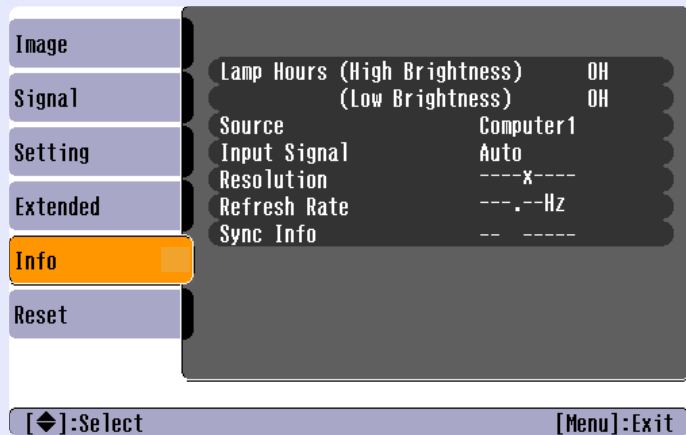 Image
Signal
Setting
Extended
Info
Reset
Lamp Hours (High Brightness) 0H
(Low Brightness) 0H
Source Computer1
Input Signal Auto
Resolution ----x----
Refresh Rate ---.--Hz
Sync Info -- -----
[◆]:Select [Menu]:Exit